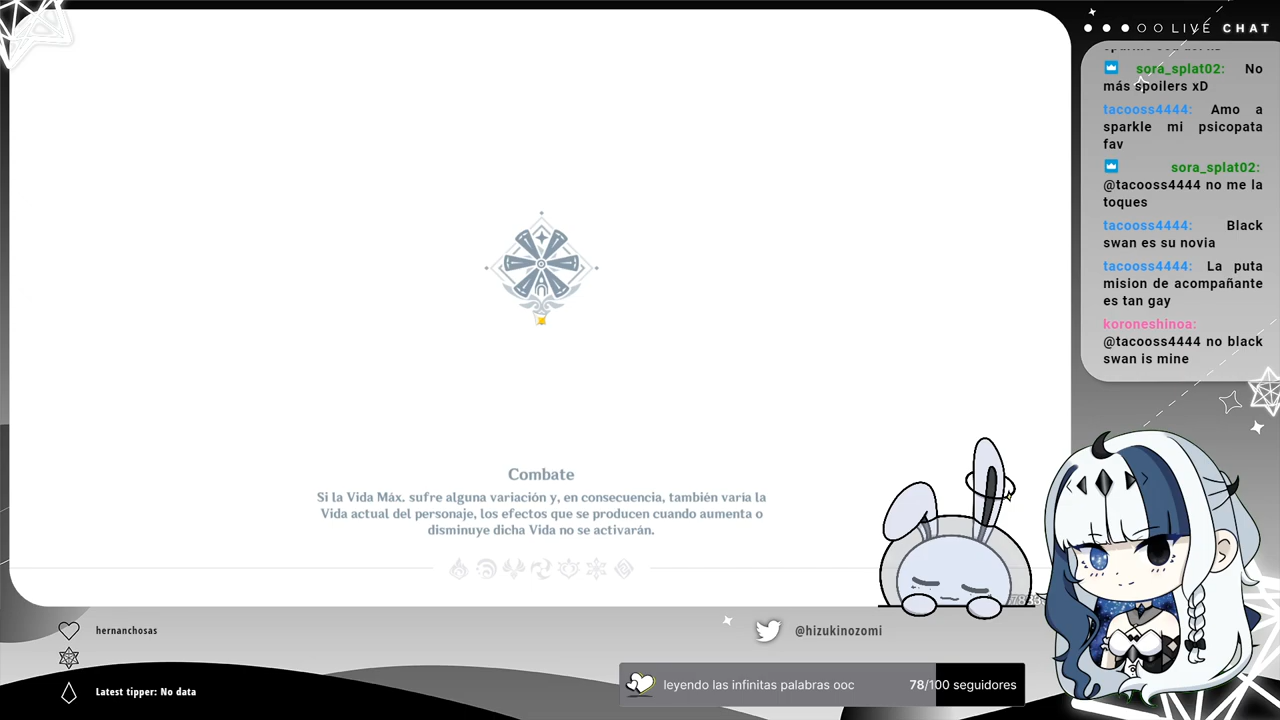 LIVE CHAT
sora_splat02: No
más spoilers xD
tacooss4444: Amo a
sparkle mi psicopata
fav
sora_splat02:
@tacooss4444 no me la
toques
tacooss4444: Black
swan es su novia
tacooss4444: La puta
mision de acompañante
es tan gay
koroneshinoa:
@tacooss4444 no black
swan is mine
Combate
Si la Vida Máx. sufre alguna variación y, en consecuencia, también varía la
Vida actual del personaje, los efectos que se producen cuando aumenta o
disminuye dicha Vida no se activarán.
hernanchosas
@hizukinozomi
Latest tipper: No data
leyendo las infinitas palabras ooc 78/100 seguidores